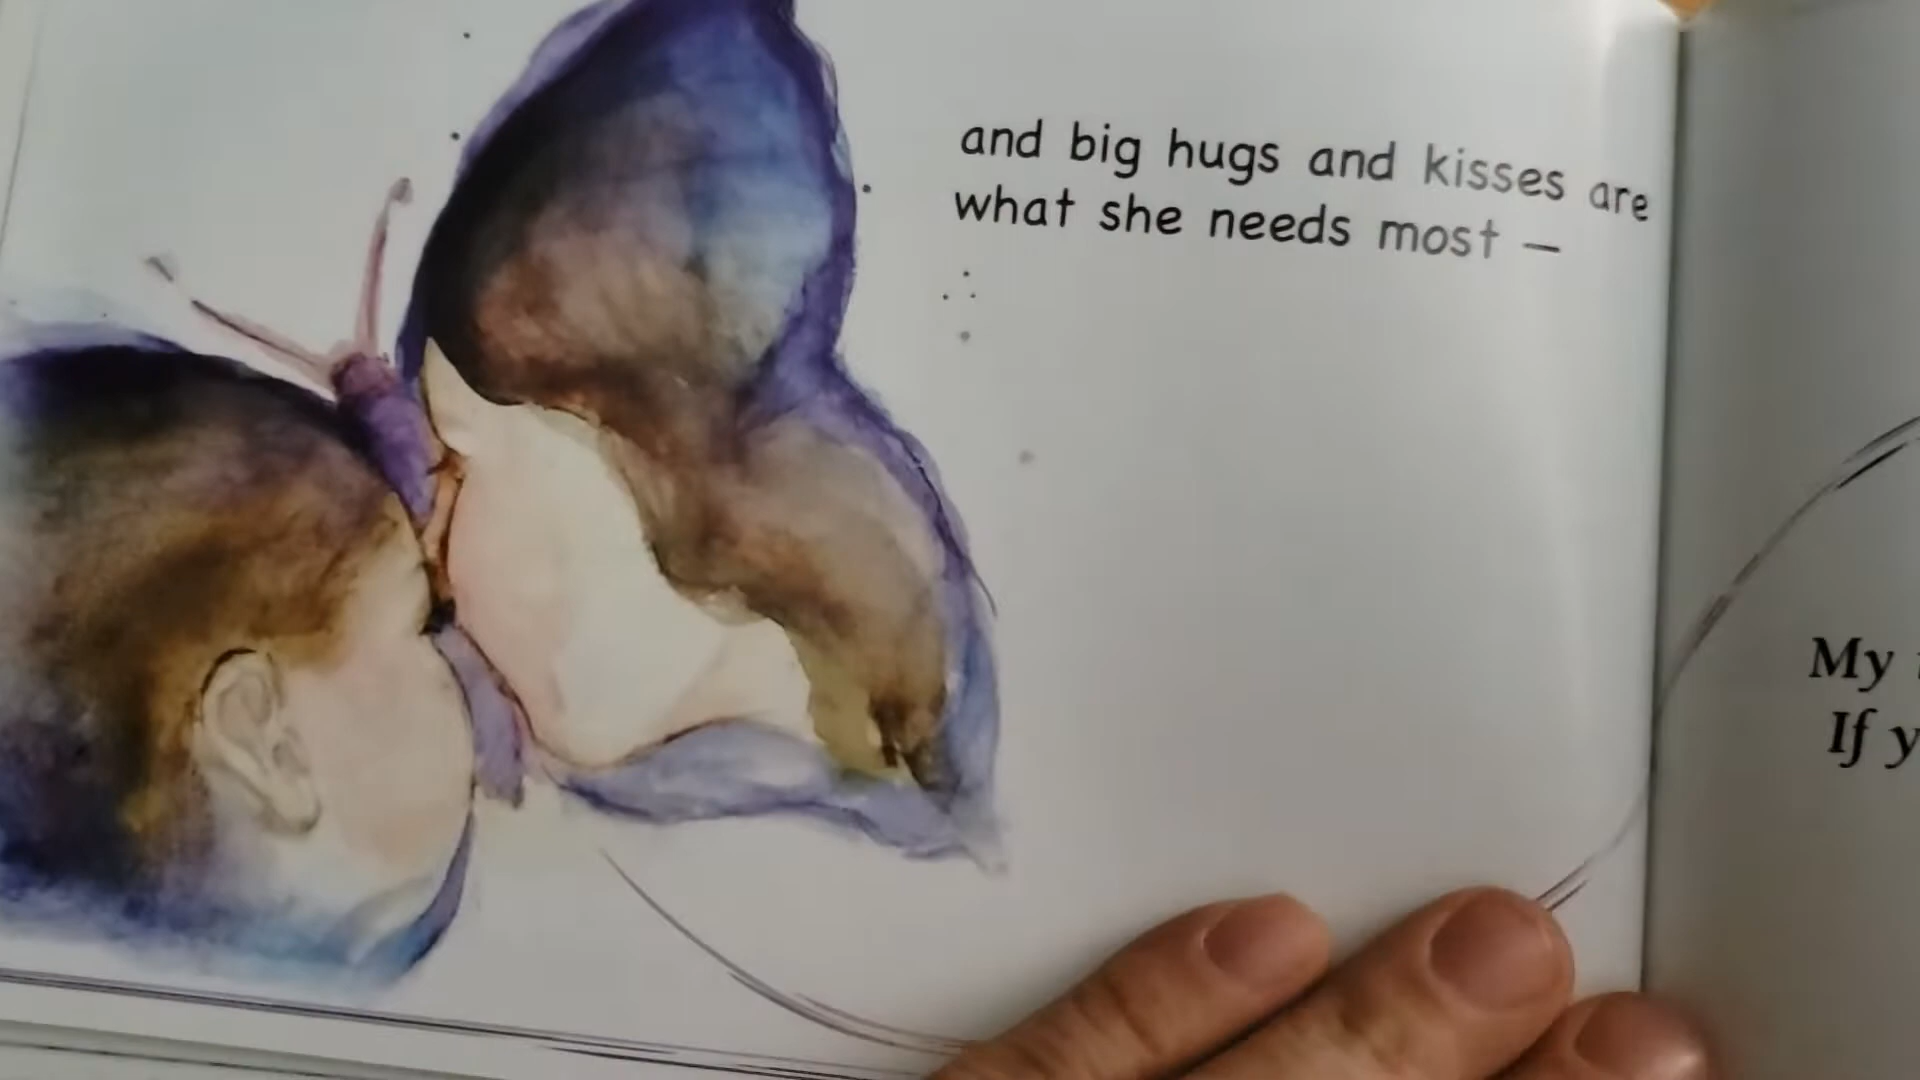 and big hugs and kisses are
what she needs most —
My
If